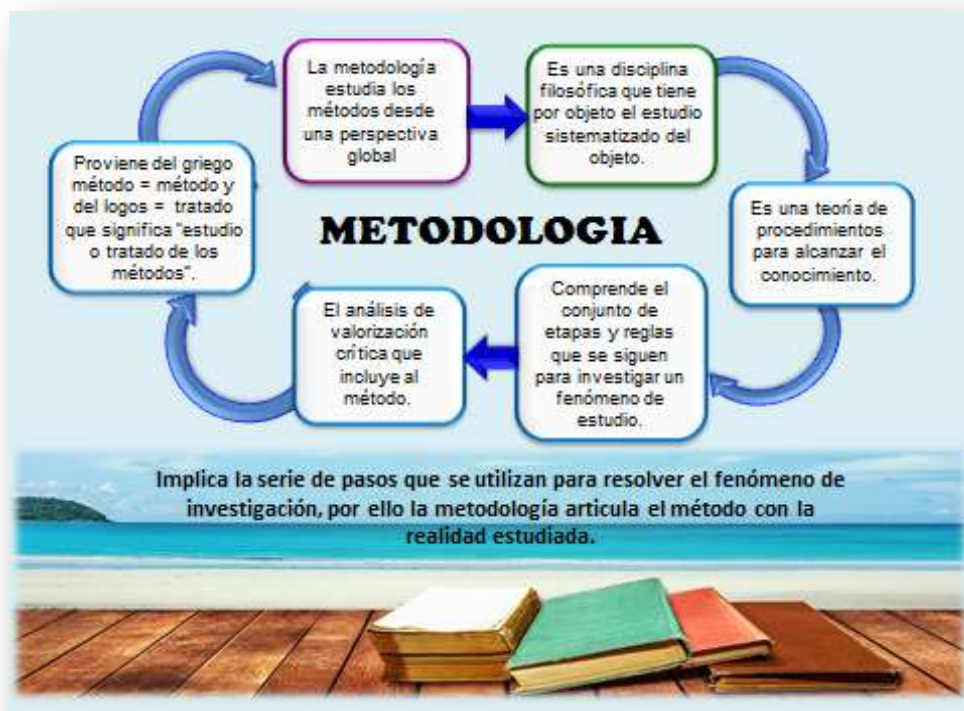 La metodología
estudia los
métodos desde
una perspectiva
global
Es una disciplina
filosófica que tiene
por objeto el estudio
sistematizado del
objeto.
Es una teoría de
procedimientos
para alcanzar el
conocimiento.
Comprende el
conjunto de
etapas y reglas
que se siguen
para investigar un
fenómeno de
estudio.
El análisis de
valorización
crítica que
incluye al
método.
Proviene del griego
método = método y
del logos = tratado
que significa "estudio
o tratado de los
métodos".
METODOLOGIA
Implica la serie de pasos que se utilizan para resolver el fenómeno de
investigación, por ello la metodología articula el método con la
realidad estudiada.